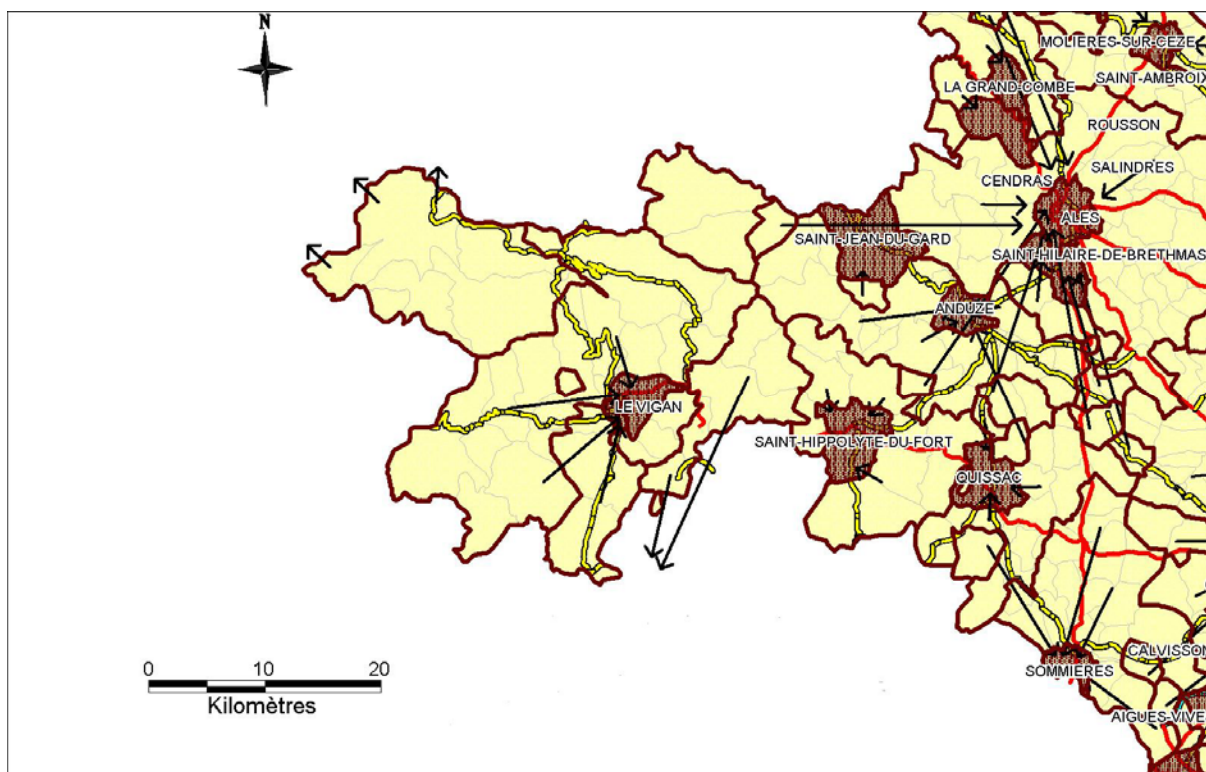 N
MOLIERES-SUR-CEZE
SAINT-AMBROIX
LA GRAND-COMBE
ROUSSON
SALINDRES
CENDRAS
ALES
SAINT-JEAN-DU-GARD
SAINT-HILAIRE-DE-BRETHMAS
ANDUZE
LE VIGAN
SAINT-HIPPOLYTE-DU-FORT
QUISSAC
CALVISSON
SOMMIERES
AIGUES-VIVES
0 10 20
Kilomètres